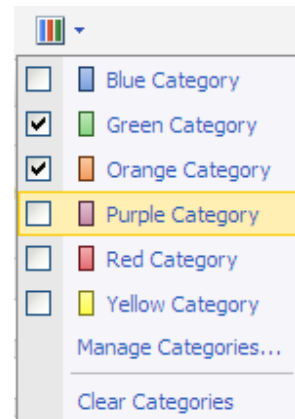 Blue Category
Green Category
Orange Category
Purple Category
Red Category
Yellow Category
Manage Categories...
Clear Categories